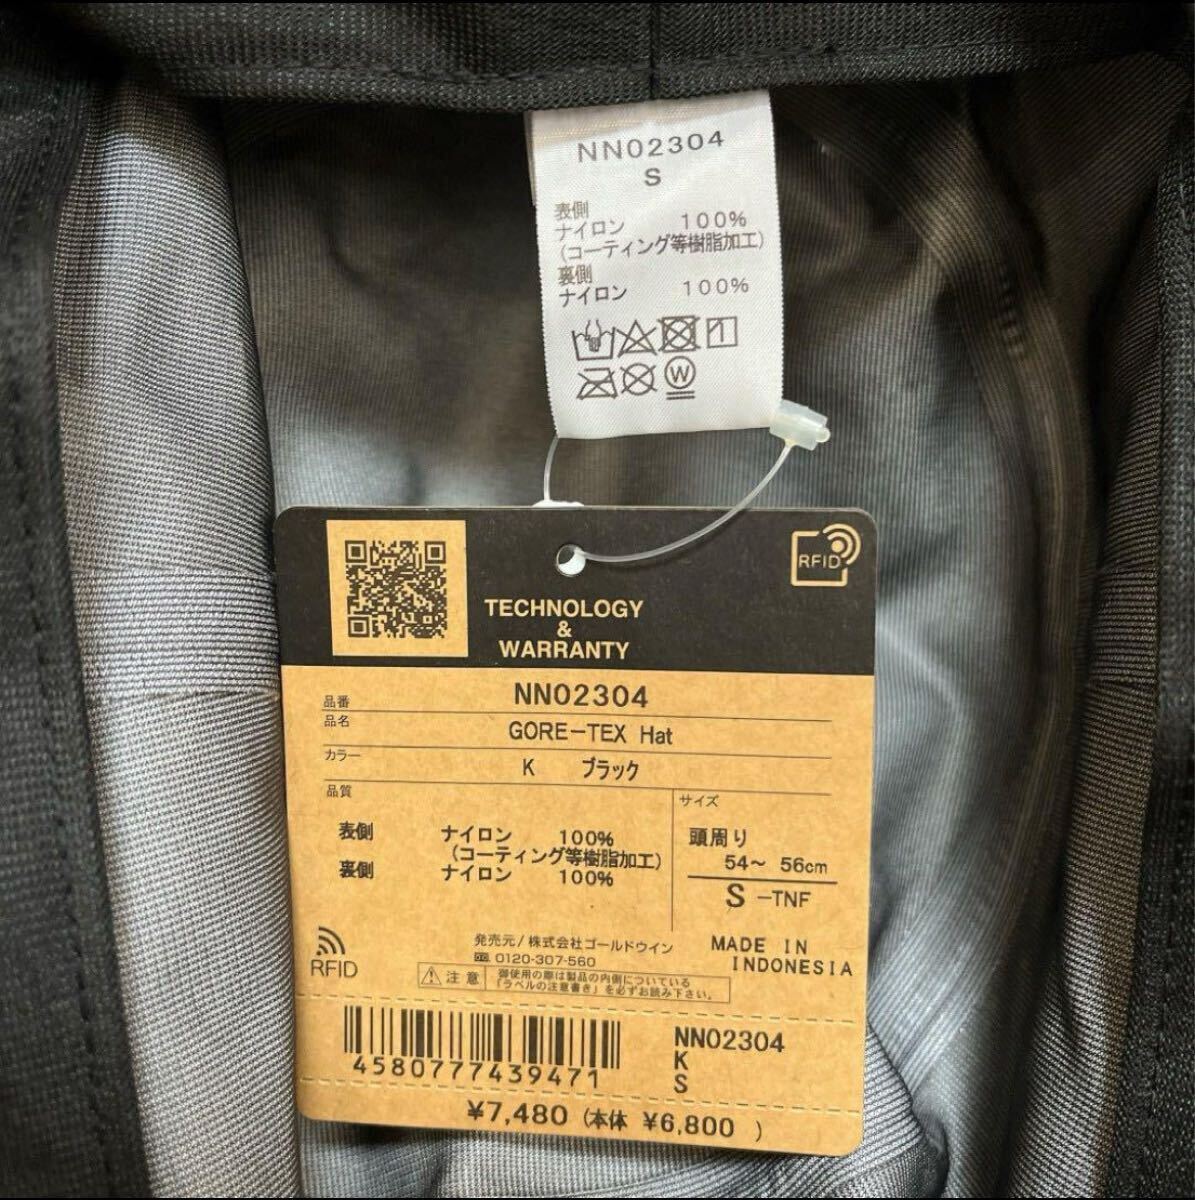 NN02304
S
表側
ナイロン 100%
(コーティング等樹脂加工)
裏側
ナイロン 100%
W
RFID
TECHNOLOGY
&
WARRANTY
品番 NN02304
品名 GORE-TEX Hat
カラー K ブラック
品質
表側 ナイロン 100%
(コーティング等樹脂加工)
裏側 ナイロン 100%
サイズ
頭周り
54~ 56cm
S -TNF
RFID
発売元/株式会社ゴールドウイン
0120-307-560
注意 御使用の際は製品の内側についている
「ラベルの注意書き」を必ずお読み下さい。
MADE IN
INDONESIA
4580777439471
NN02304
K
S
¥7,480 (本体 ¥6,800 )